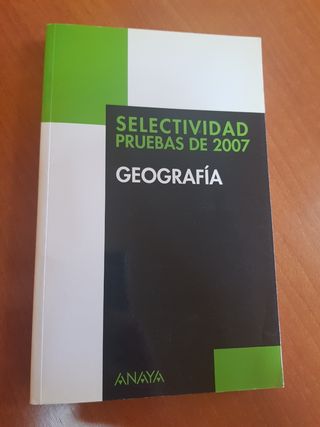 SELECTIVIDAD
PRUEBAS DE 2007
GEOGRAFÍA
ANAYA